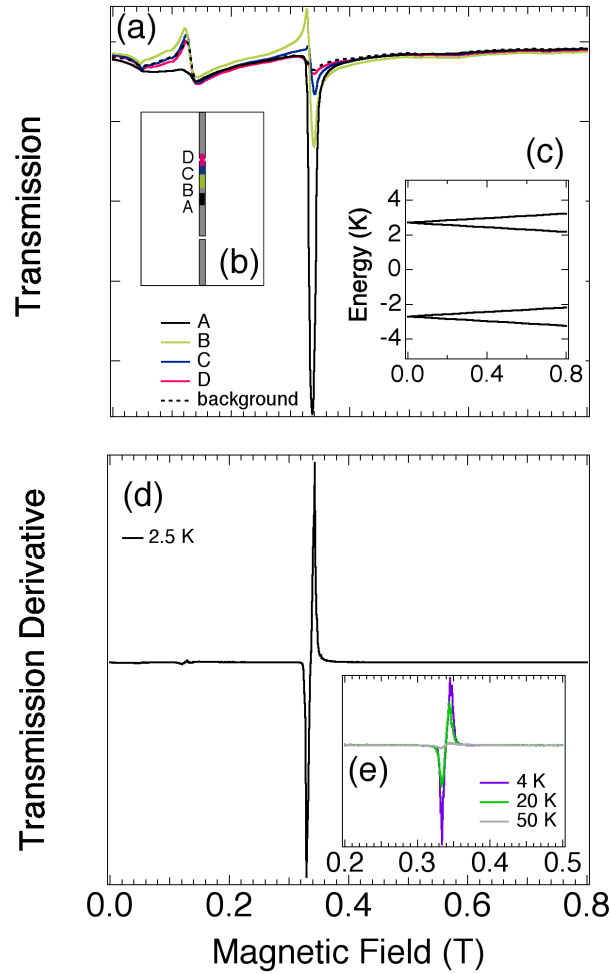 (a)
Transmission
D
C
B
A
(b)
(c)
Energy (K)
4
2
0
-2
-4
0.0 0.4 0.8
A
B
C
D
background
(d)
2.5 K
Transmission Derivative
(e)
4 K
20 K
50 K
0.2 0.3 0.4 0.5
0.0 0.2 0.4 0.6 0.8
Magnetic Field (T)